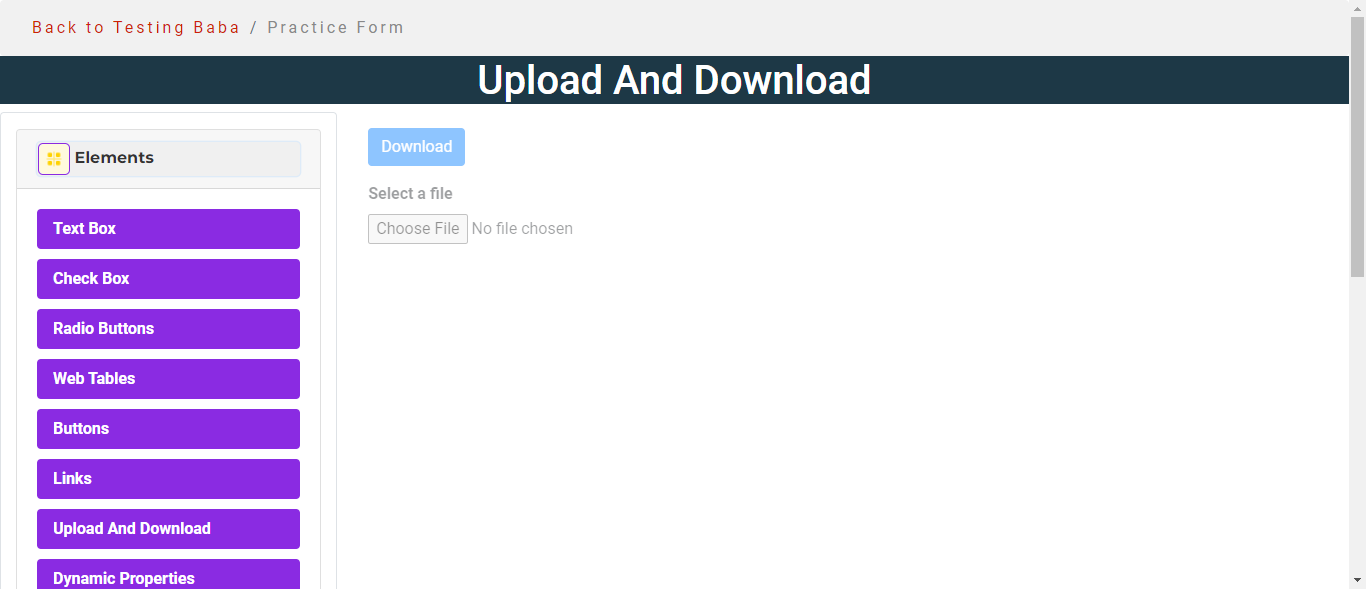 Back to Testing Baba / Practice Form
Upload And Download
Elements
Text Box
Check Box
Radio Buttons
Web Tables
Buttons
Links
Upload And Download
Dynamic Properties
Download
Select a file
Choose File No file chosen